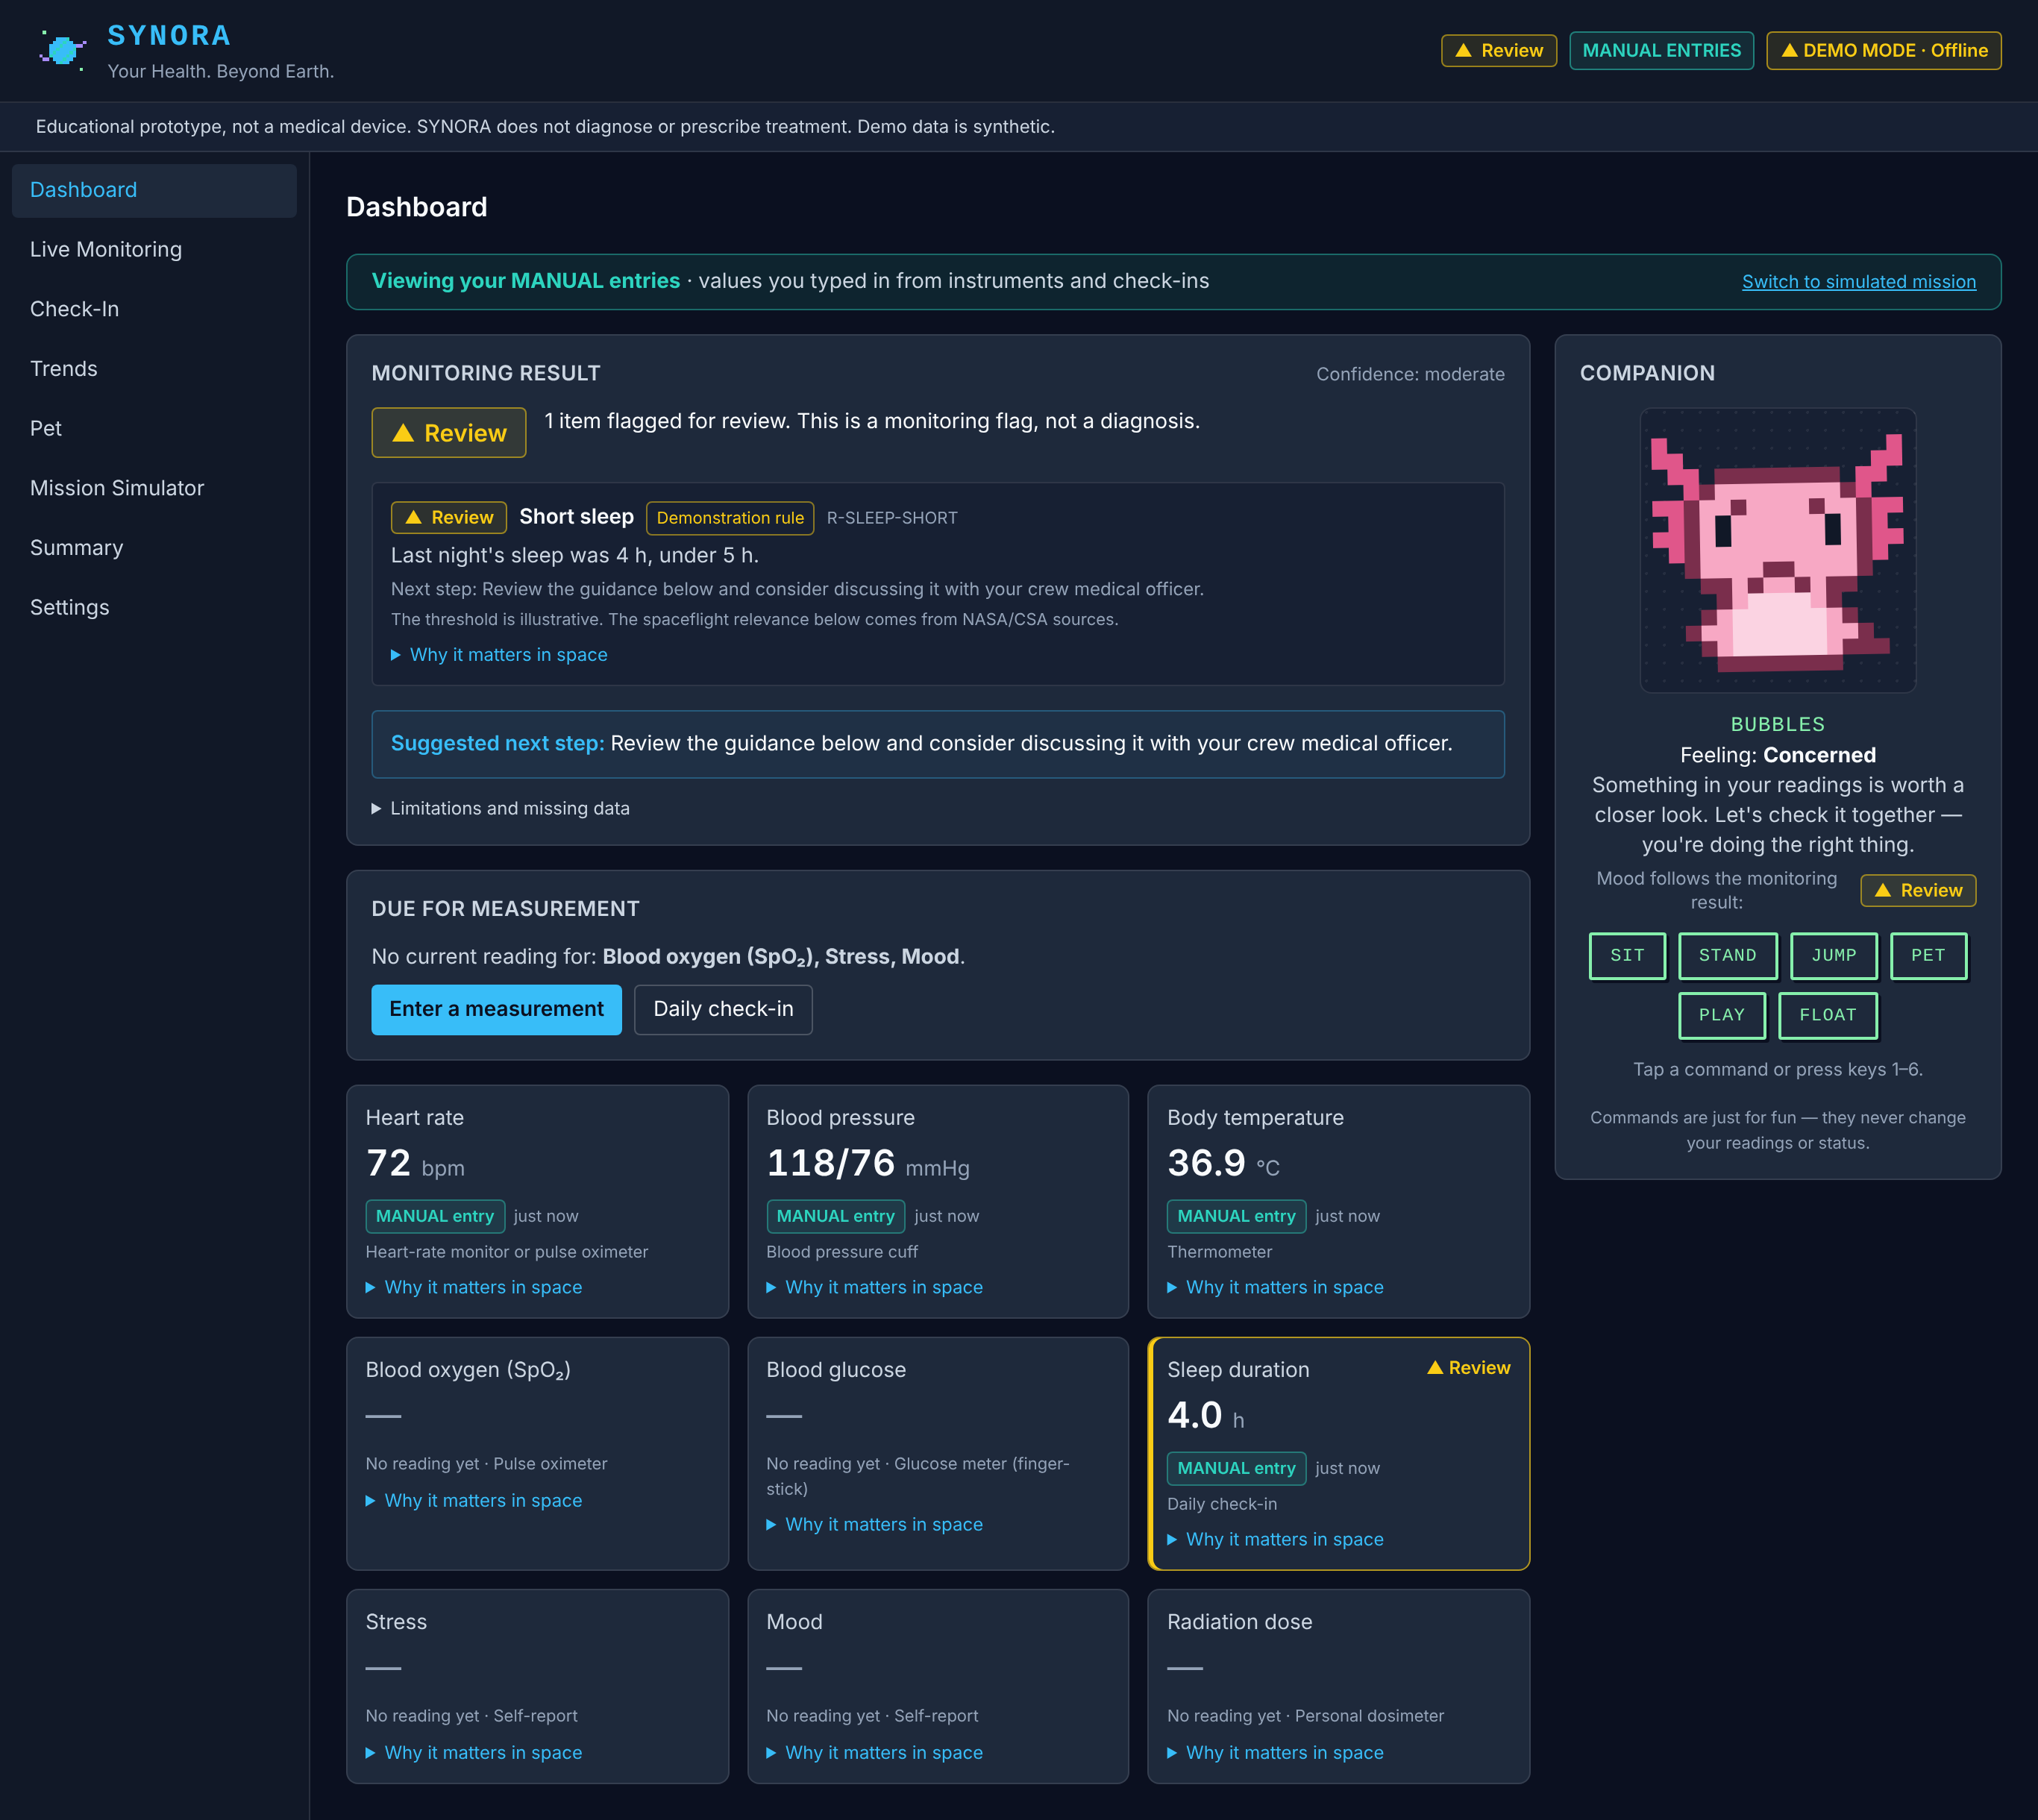 SYNORA
Your Health. Beyond Earth.
▲ Review
MANUAL ENTRIES
▲ DEMO MODE · Offline
Educational prototype, not a medical device. SYNORA does not diagnose or prescribe treatment. Demo data is synthetic.
Dashboard
Live Monitoring
Check-In
Trends
Pet
Mission Simulator
Summary
Settings
Dashboard
Viewing your MANUAL entries · values you typed in from instruments and check-ins
Switch to simulated mission
MONITORING RESULT
Confidence: moderate
▲ Review
1 item flagged for review. This is a monitoring flag, not a diagnosis.
▲ Review Short sleep Demonstration rule R-SLEEP-SHORT
Last night's sleep was 4 h, under 5 h.
Next step: Review the guidance below and consider discussing it with your crew medical officer.
The threshold is illustrative. The spaceflight relevance below comes from NASA/CSA sources.
▶ Why it matters in space
Suggested next step: Review the guidance below and consider discussing it with your crew medical officer.
▶ Limitations and missing data
DUE FOR MEASUREMENT
No current reading for: Blood oxygen (SpO₂), Stress, Mood.
Enter a measurement
Daily check-in
Heart rate
72 bpm
MANUAL entry just now
Heart-rate monitor or pulse oximeter
▶ Why it matters in space
Blood pressure
118/76 mmHg
MANUAL entry just now
Blood pressure cuff
▶ Why it matters in space
Body temperature
36.9 °C
MANUAL entry just now
Thermometer
▶ Why it matters in space
Blood oxygen (SpO₂)
—
No reading yet · Pulse oximeter
▶ Why it matters in space
Blood glucose
—
No reading yet · Glucose meter (finger-
stick)
▶ Why it matters in space
Sleep duration
▲ Review
4.0 h
MANUAL entry just now
Daily check-in
▶ Why it matters in space
Stress
—
No reading yet · Self-report
▶ Why it matters in space
Mood
—
No reading yet · Self-report
▶ Why it matters in space
Radiation dose
—
No reading yet · Personal dosimeter
▶ Why it matters in space
COMPANION
BUBBLES
Feeling: Concerned
Something in your readings is worth a
closer look. Let's check it together —
you're doing the right thing.
Mood follows the monitoring
result:
▲ Review
SIT
STAND
JUMP
PET
PLAY
FLOAT
Tap a command or press keys 1–6.
Commands are just for fun — they never change
your readings or status.